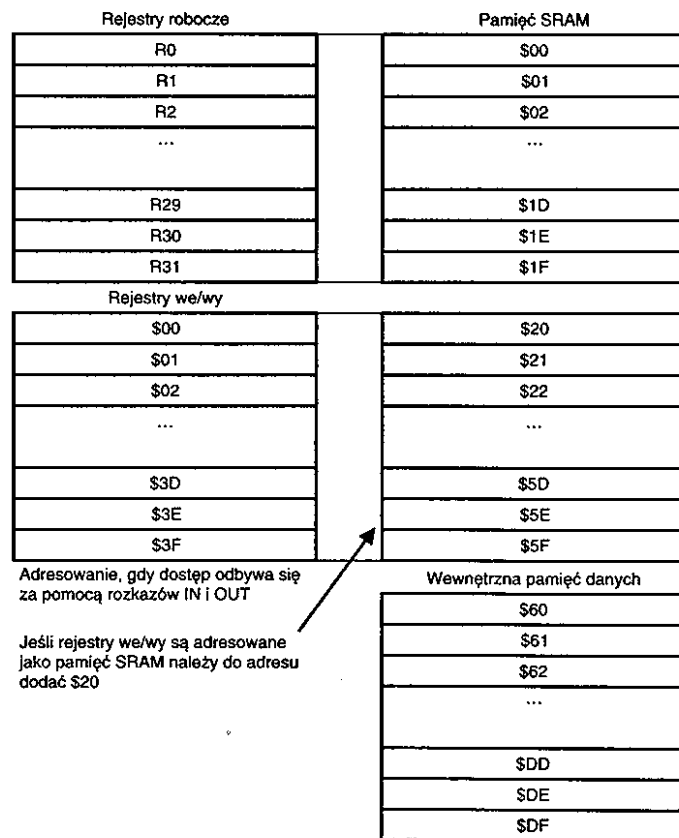 Rejestry robocze
R0
R1
R2
...
R29
R30
R31
Pamięć SRAM
$00
$01
$02
...
$1D
$1E
$1F
Rejestry we/wy
$00
$01
$02
...
$3D
$3E
$3F
$20
$21
$22
...
$5D
$5E
$5F
Adresowanie, gdy dostęp odbywa się
za pomocą rozkazów IN i OUT
Jeśli rejestry we/wy są adresowane
jako pamięć SRAM należy do adresu
dodać $20
Wewnętrzna pamięć danych
$60
$61
$62
...
$DD
$DE
$DF